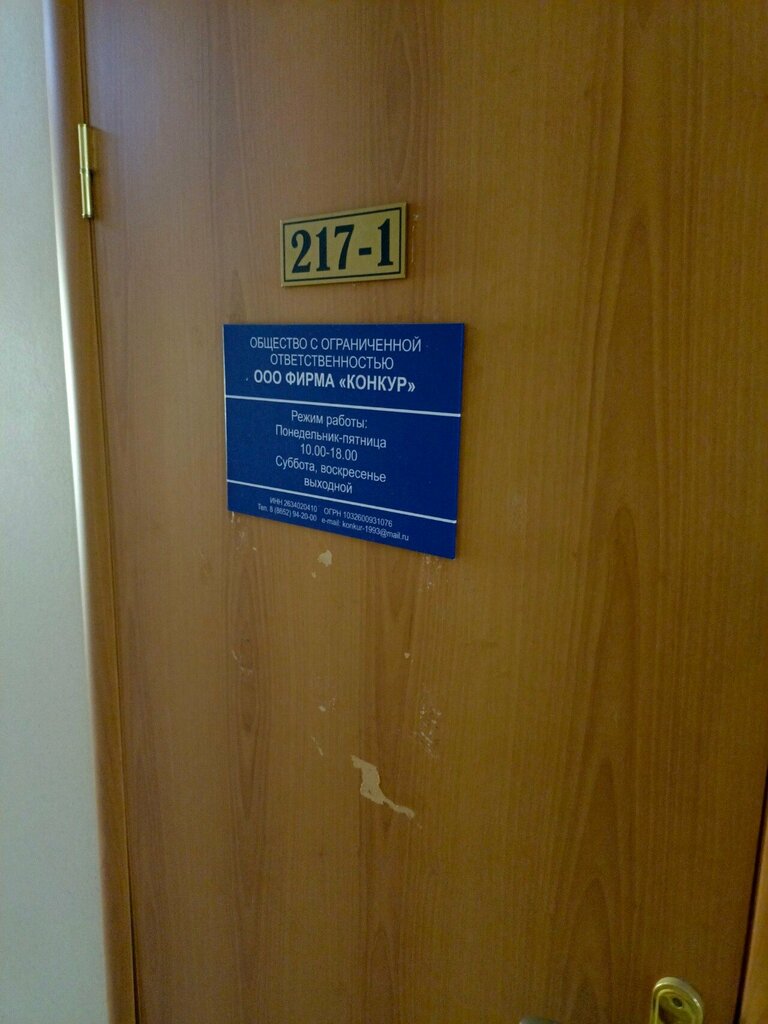 217-1
ОБЩЕСТВО С ОГРАНИЧЕННОЙ
ОТВЕТСТВЕННОСТЬЮ
ООО ФИРМА «КОНКУР»
Режим работы:
Понедельник-пятница
10.00-18.00
Суббота, воскресенье
выходной
ИНН 2634020410 ОГРН 1032600931076
Тел. 8 (8652) 94-20-00 e-mail: konkur-1993@mail.ru